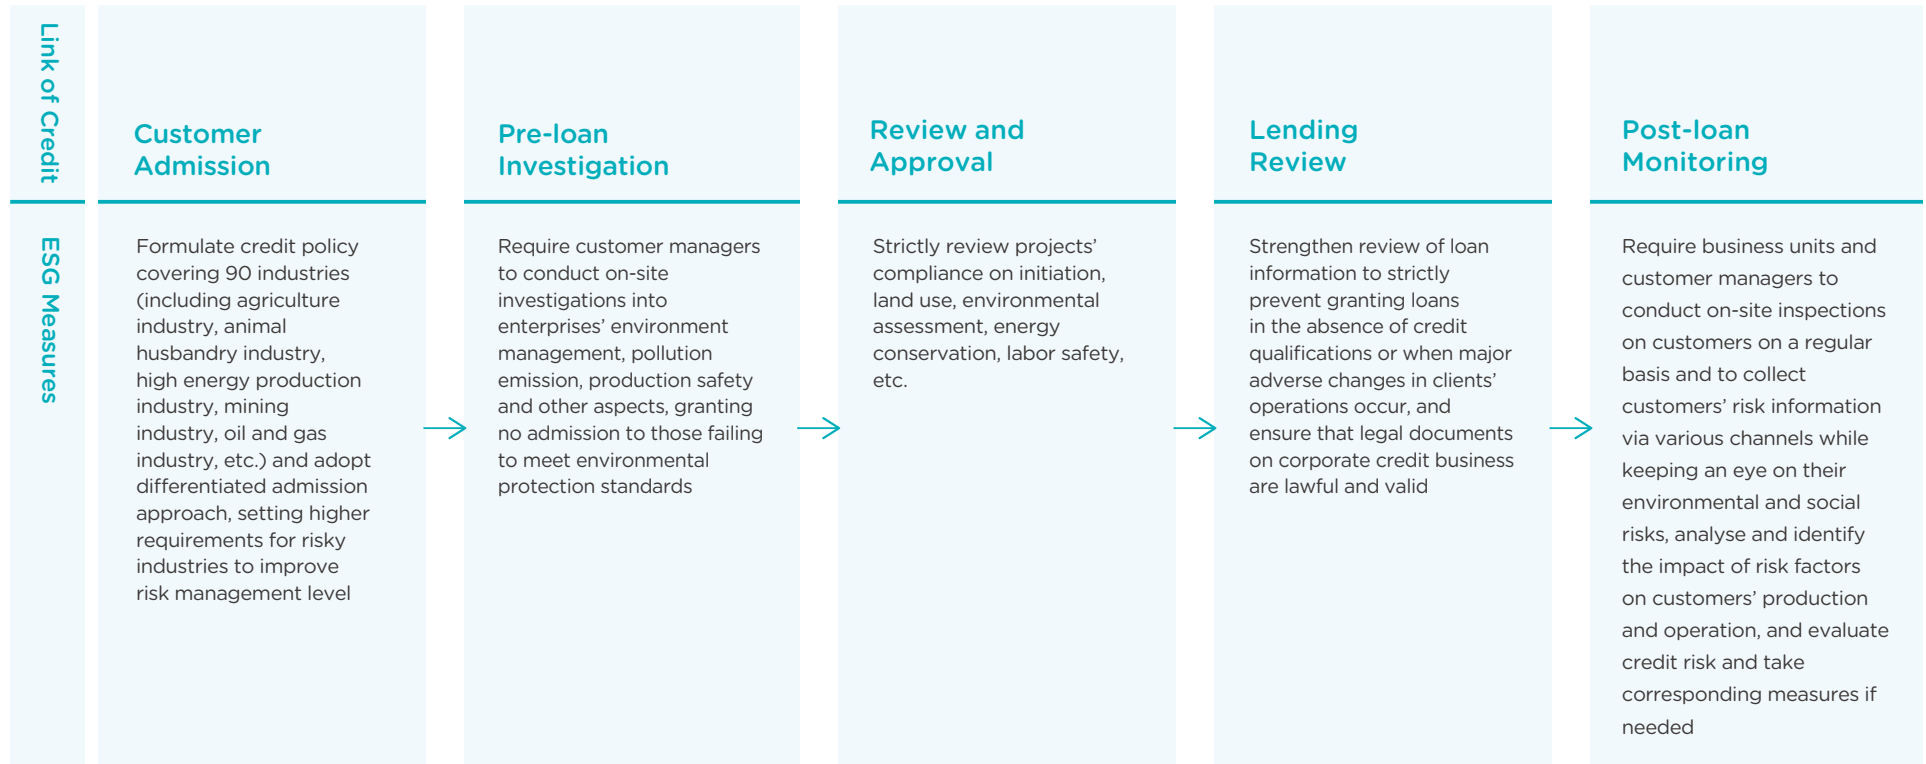 Link of Credit
Customer
Admission
Pre-loan
Investigation
Review and
Approval
Lending
Review
Post-loan
Monitoring
ESG Measures
Formulate credit policy
covering 90 industries
(including agriculture
industry, animal
husbandry industry,
high energy production
industry, mining
industry, oil and gas
industry, etc.) and adopt
differentiated admission
approach, setting higher
requirements for risky
industries to improve
risk management level
Require customer managers
to conduct on-site
investigations into
enterprises’ environment
management, pollution
emission, production safety
and other aspects, granting
no admission to those failing
to meet environmental
protection standards
Strictly review projects’
compliance on initiation,
land use, environmental
assessment, energy
conservation, labor safety,
etc.
Strengthen review of loan
information to strictly
prevent granting loans
in the absence of credit
qualifications or when major
adverse changes in clients’
operations occur, and
ensure that legal documents
on corporate credit business
are lawful and valid
Require business units and
customer managers to
conduct on-site inspections
on customers on a regular
basis and to collect
customers’ risk information
via various channels while
keeping an eye on their
environmental and social
risks, analyse and identify
the impact of risk factors
on customers’ production
and operation, and evaluate
credit risk and take
corresponding measures if
needed